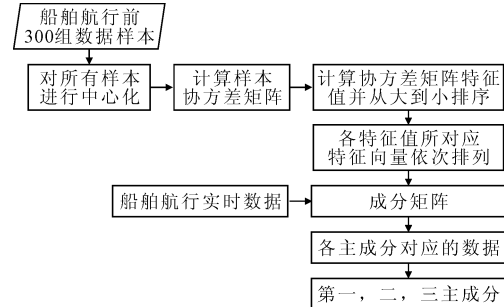 船舶航行前
300组数据样本
对所有样本
进行中心化
计算样本
协方差矩阵
计算协方差矩阵特征
值并从大到小排序
各特征值所对应
特征向量依次排列
船舶航行实时数据
成分矩阵
各主成分对应的数据
第一，二，三主成分